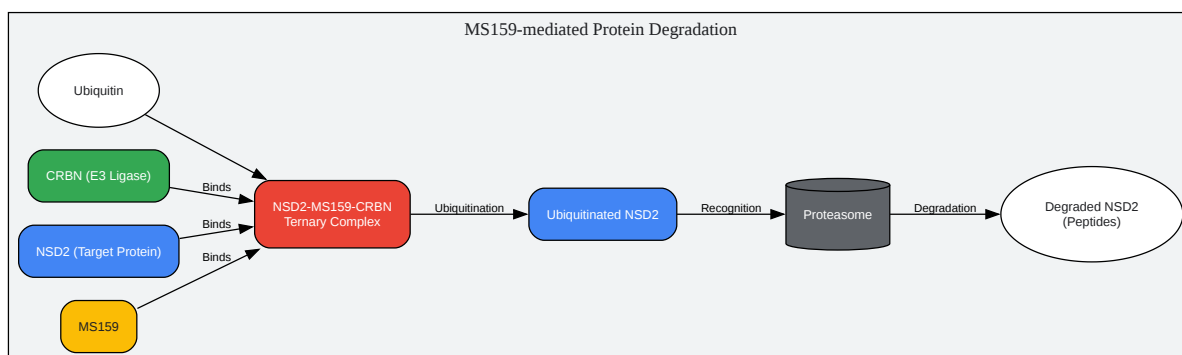 MS159-mediated Protein Degradation
Ubiquitin
CRBN (E3 Ligase)
Binds
NSD2 (Target Protein)
Binds
MS159
Binds
NSD2-MS159-CRBN
Ternary Complex
Ubiquitination
Ubiquitinated NSD2
Recognition
Proteasome
Degradation
Degraded NSD2
(Peptides)